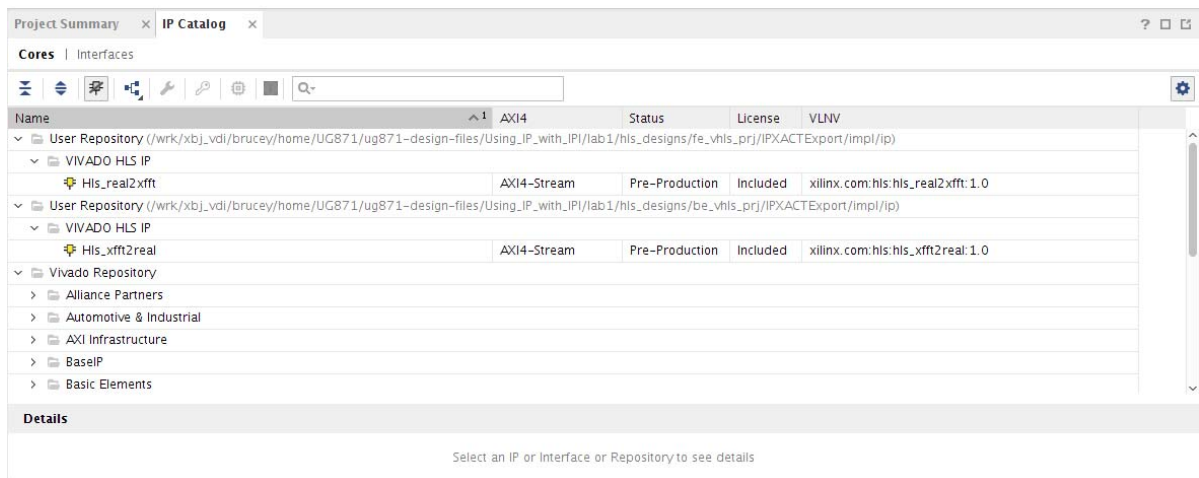 Project Summary × IP Catalog × ?
Cores | Interfaces
Q
Name 1 AXI4 Status License VLNV
User Repository (/wrk/xbj_vdi/brucey/home/UG871/ug871-design-files/Using_IP_with_IPI/lab1/hls_designs/fe_vhls_prj/IPXACTExport/impl/ip)
VIVADO HLS IP
Hls_real2xfft AXI4-Stream Pre-Production Included xilinx.com:hls:hls_real2xfft:1.0
User Repository (/wrk/xbj_vdi/brucey/home/UG871/ug871-design-files/Using_IP_with_IPI/lab1/hls_designs/be_vhls_prj/IPXACTExport/impl/ip)
VIVADO HLS IP
Hls_xfft2real AXI4-Stream Pre-Production Included xilinx.com:hls:hls_xfft2real:1.0
Vivado Repository
Alliance Partners
Automotive & Industrial
AXI Infrastructure
BaseIP
Basic Elements
Details
Select an IP or Interface or Repository to see details